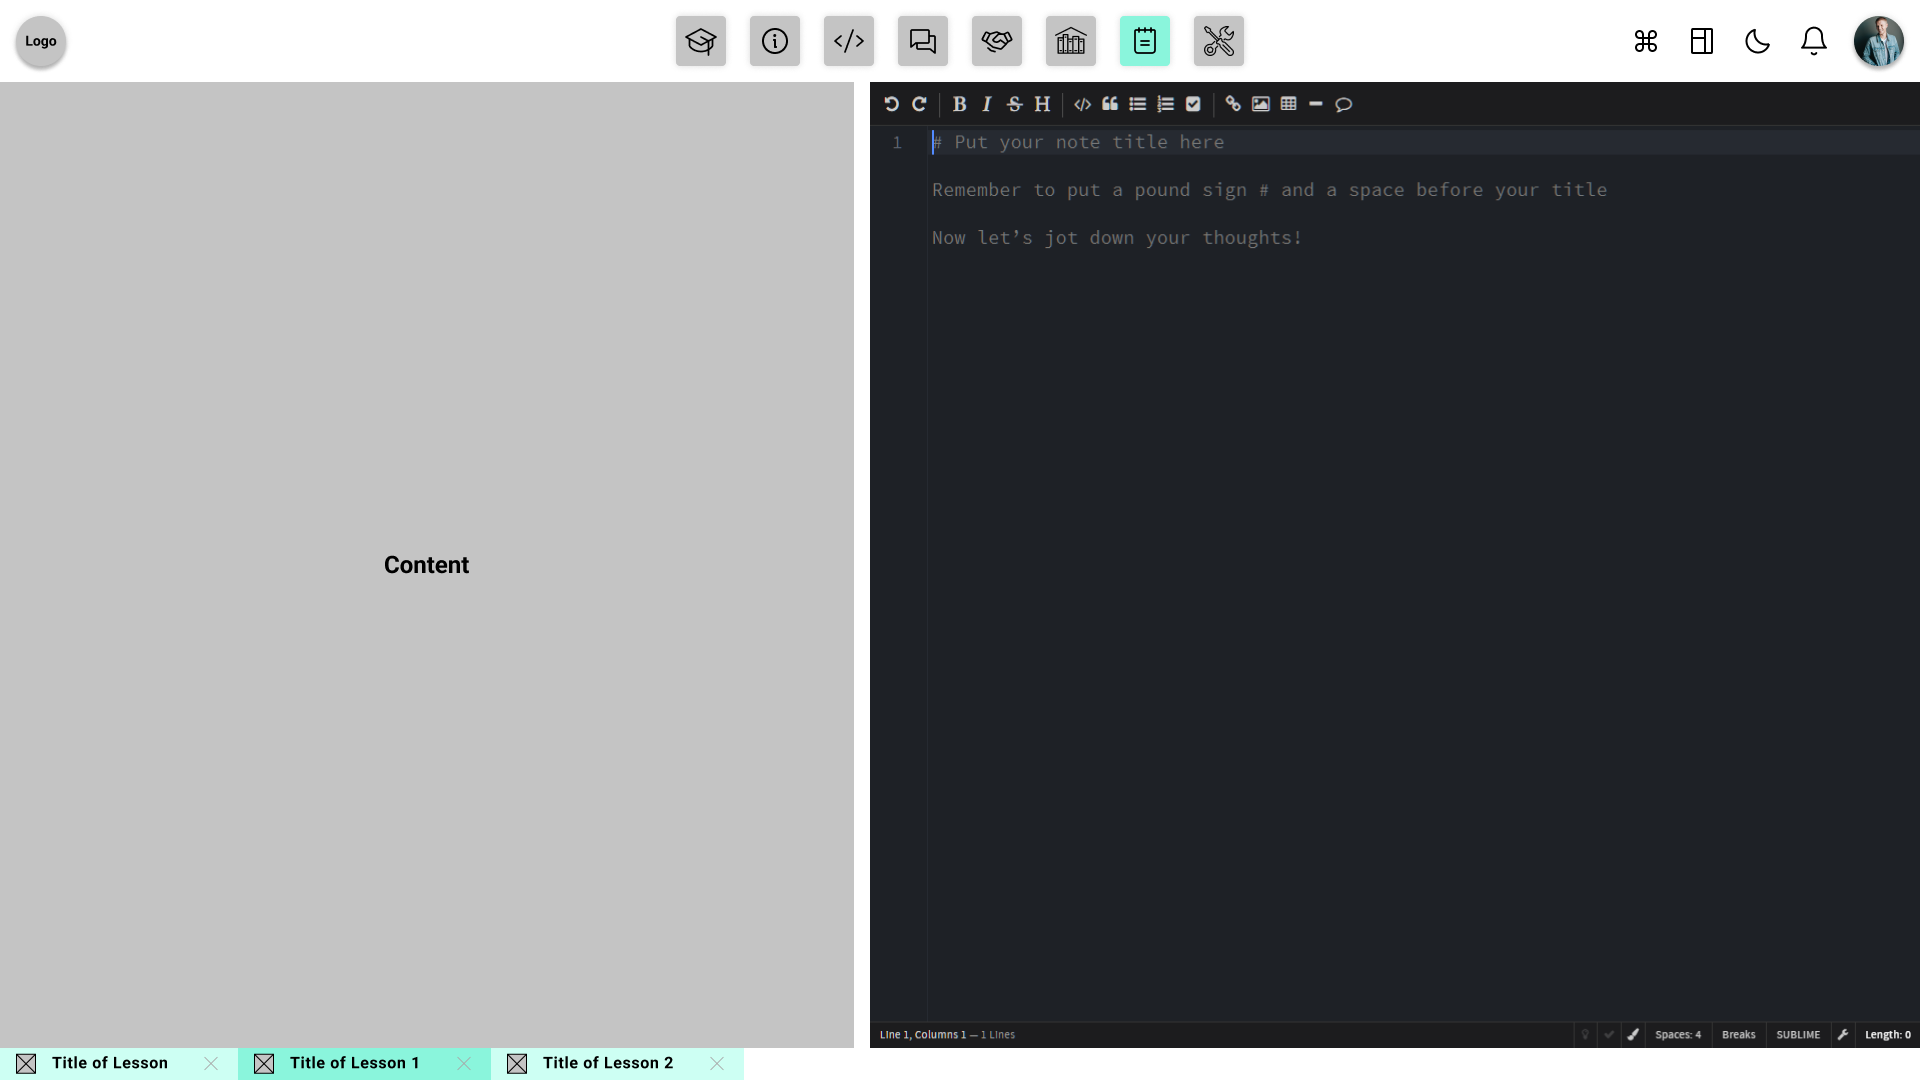 Logo
# Put your note title here
Remember to put a pound sign # and a space before your title
Now let’s jot down your thoughts!
1
Content
Line 1, Columns 1 — 1 Lines
Spaces: 4
Breaks
SUBLIME
Length: 0
Title of Lesson
Title of Lesson 1
Title of Lesson 2